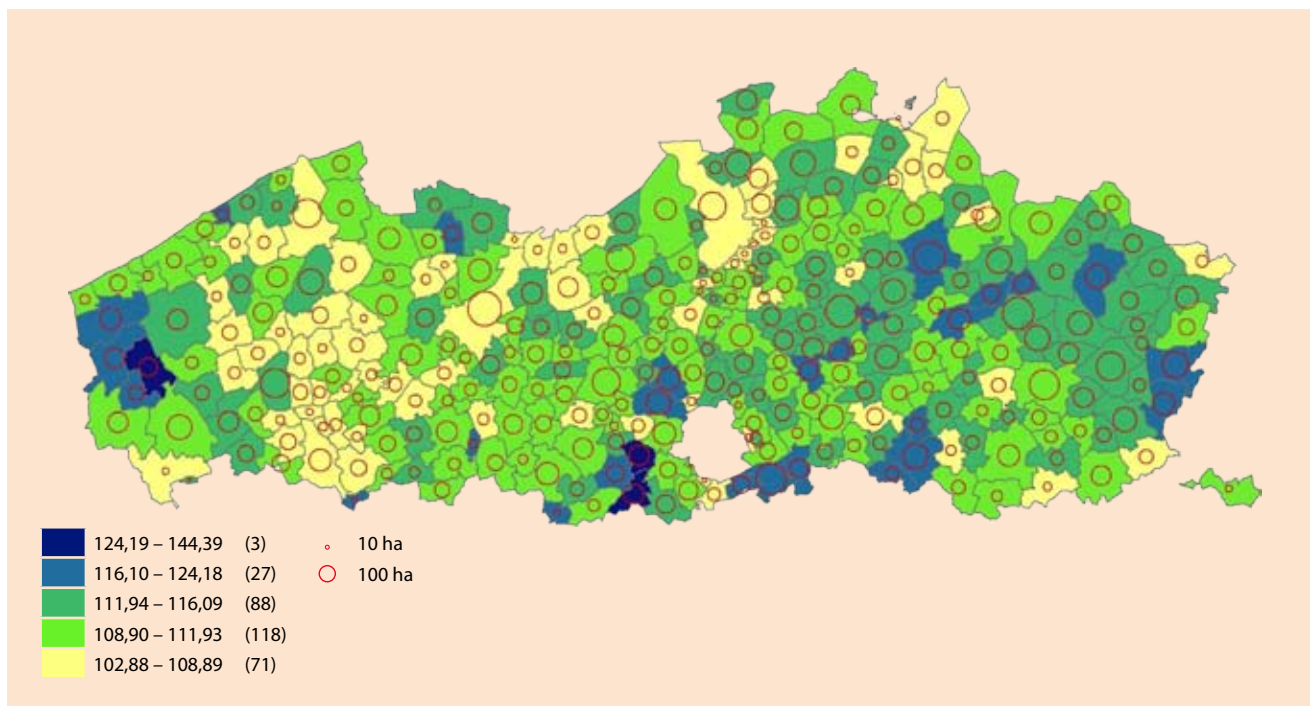 124,19 – 144,39 (3) 10 ha
116,10 – 124,18 (27) 100 ha
111,94 – 116,09 (88)
108,90 – 111,93 (118)
102,88 – 108,89 (71)